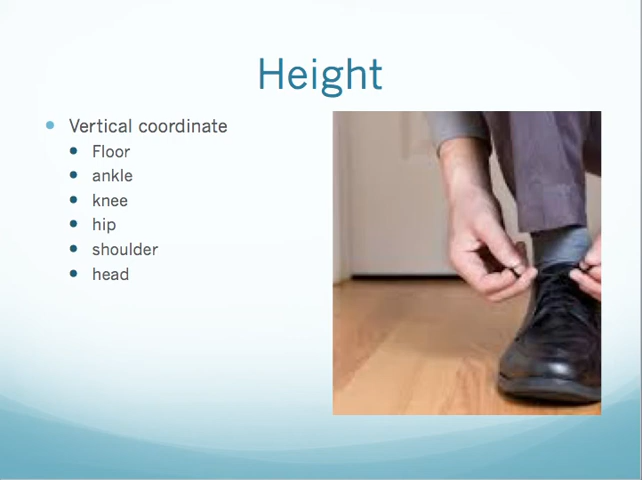 Height
Vertical coordinate
Floor
ankle
knee
hip
shoulder
head